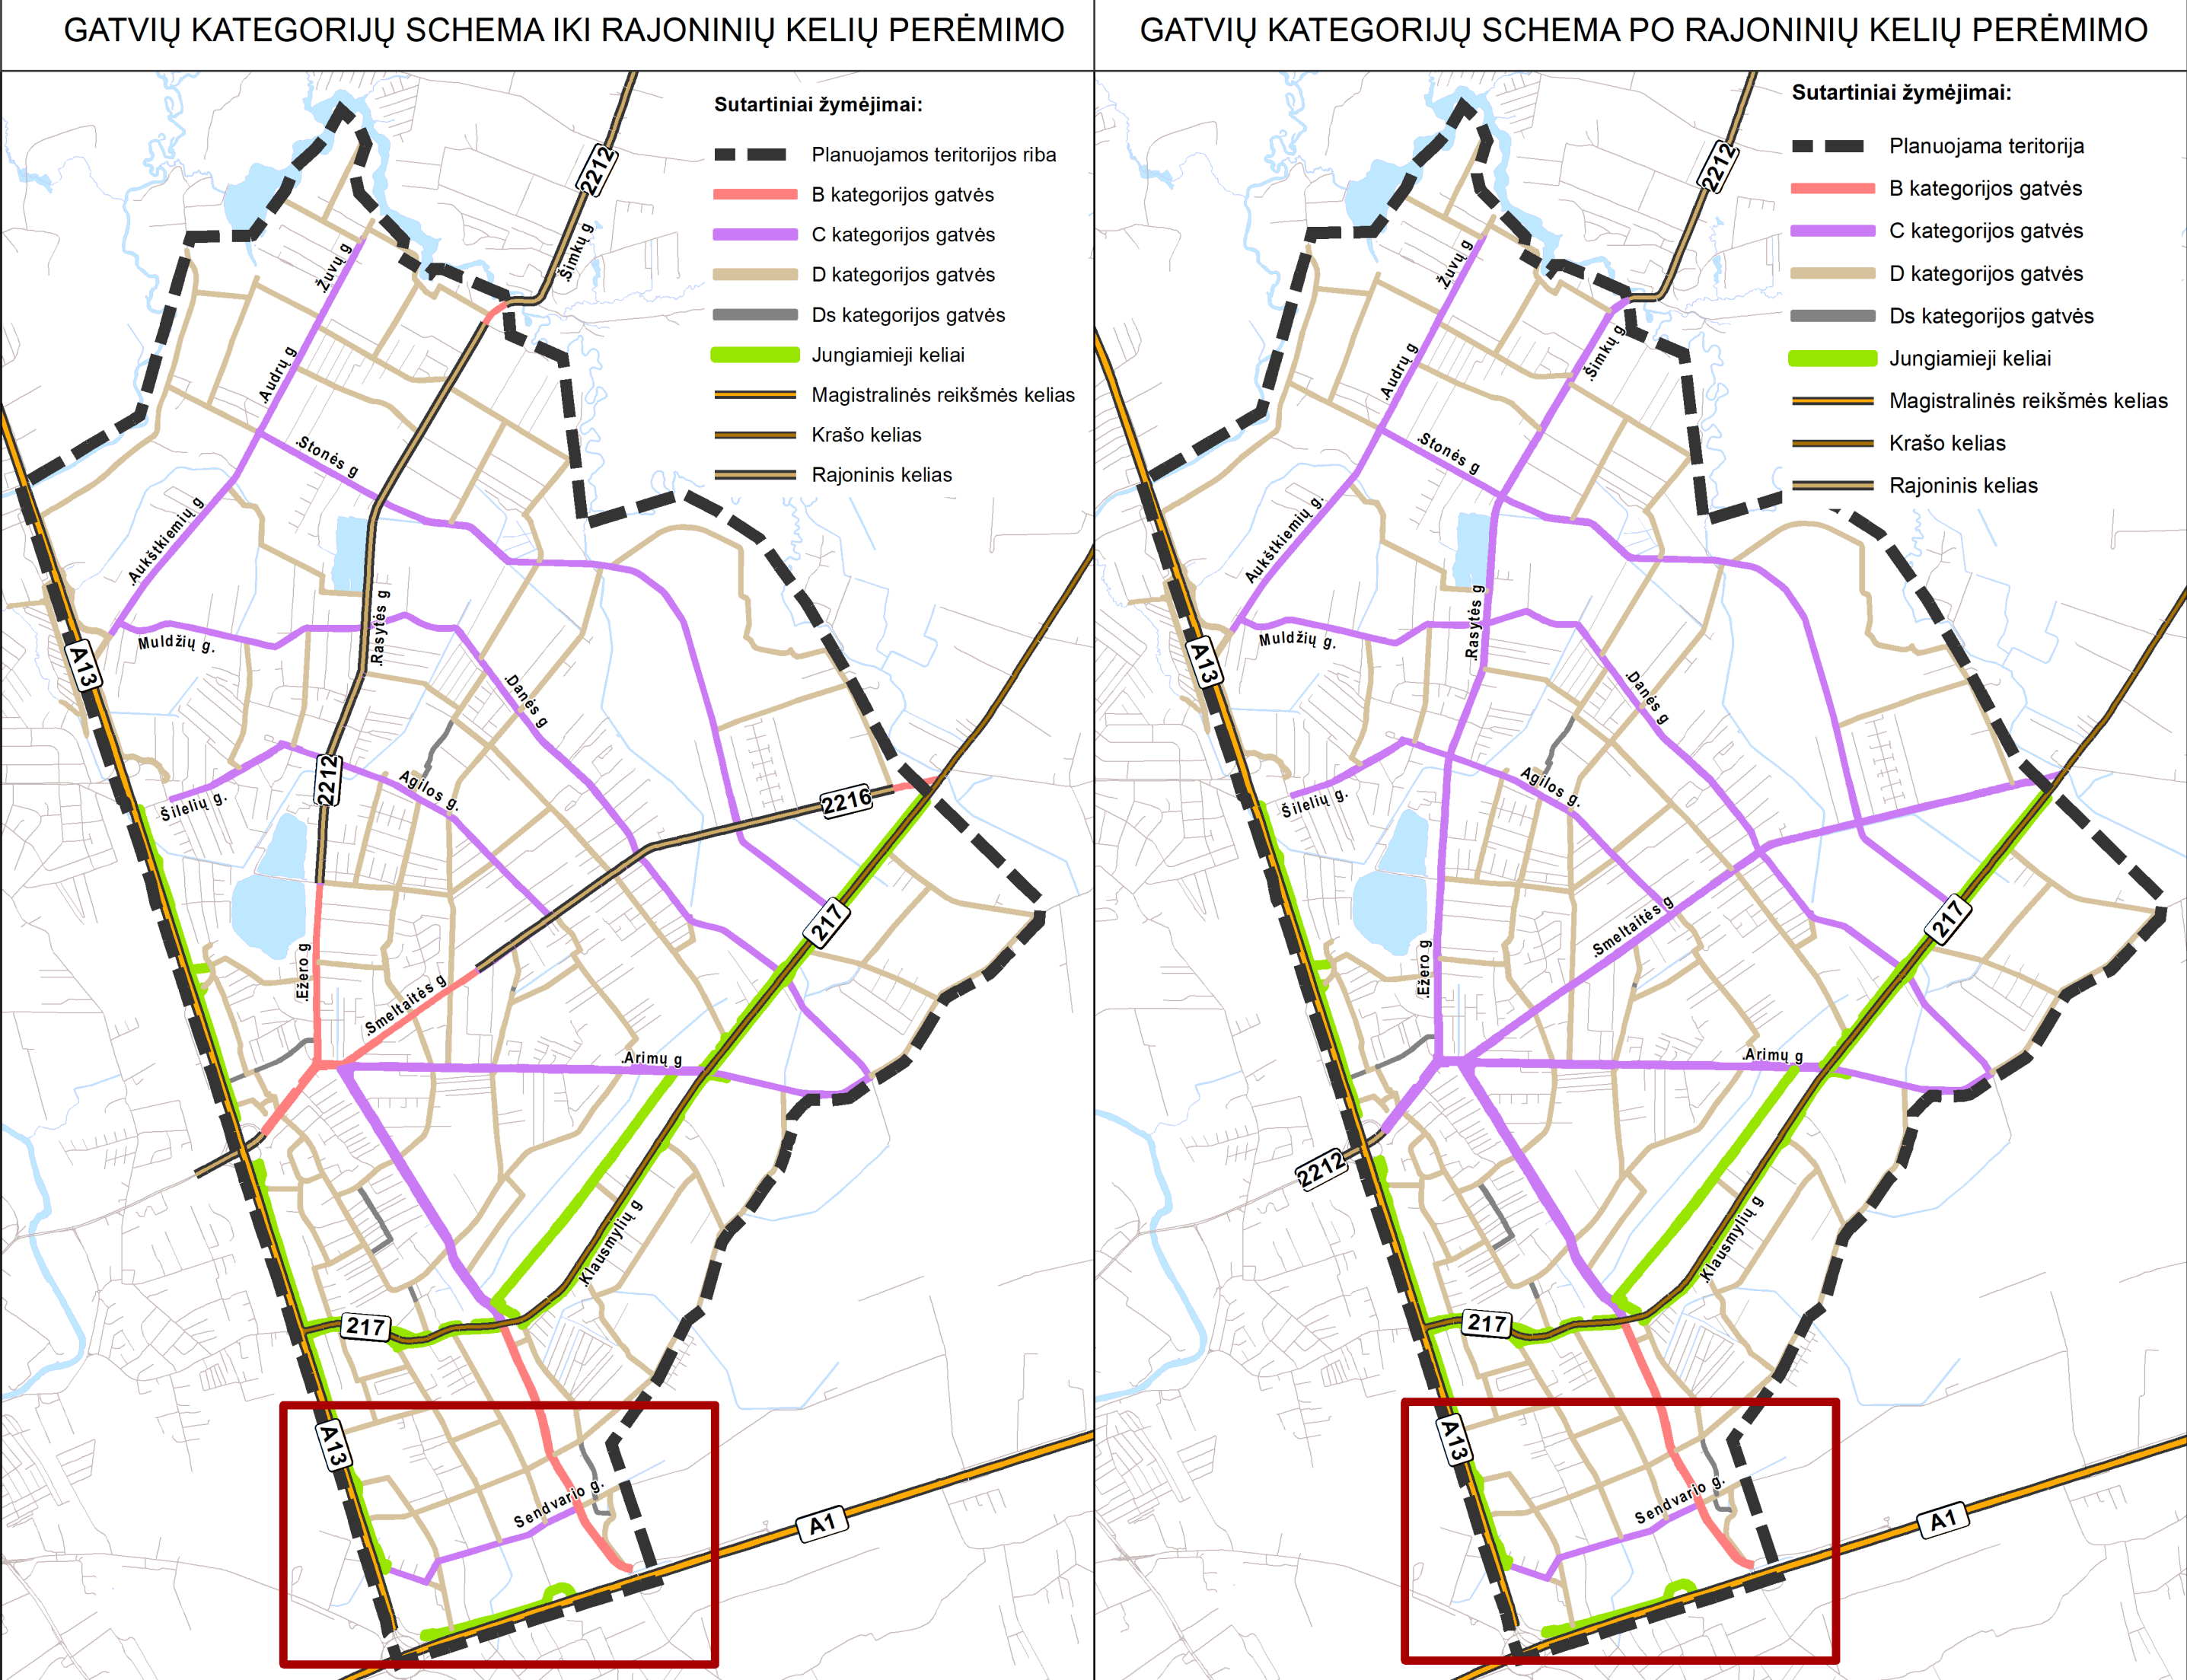 GATVIŲ KATEGORIJŲ SCHEMA IKI RAJONINIŲ KELIŲ PERĖMIMO
Sutartiniai žymėjimai:
Planuojamos teritorijos riba
B kategorijos gatvės
C kategorijos gatvės
D kategorijos gatvės
Ds kategorijos gatvės
Jungiamieji keliai
Magistralinės reikšmės kelias
Krašo kelias
Rajoninis kelias
2212
.Šimkų g
.Žuvų g
.Audrų g
.Stonės g
.Aukštkiemių g
.Rasytės g
Muldžių g.
A13
.Danės g
2212
Agilos g.
Šilelių g.
2216
217
.Ežero g
.Smeltaitės g
.Arimų g
.Klausmylių g
217
A13
Sendvario g.
A1
GATVIŲ KATEGORIJŲ SCHEMA PO RAJONINIŲ KELIŲ PERĖMIMO
Sutartiniai žymėjimai:
Planuojama teritorija
B kategorijos gatvės
C kategorijos gatvės
D kategorijos gatvės
Ds kategorijos gatvės
Jungiamieji keliai
Magistralinės reikšmės kelias
Krašo kelias
Rajoninis kelias
2212
.Žuvų g
.Šimkų g
.Audrų g
.Stonės g
Aukštkiemių g.
.Rasytės g
Muldžių g.
A13
.Danės g
Agilos g.
Šilelių g.
217
.Smeltaitės g
.Ežero g
.Arimų g
2212
.Klausmylių g
217
A13
Sendvario g.
A1